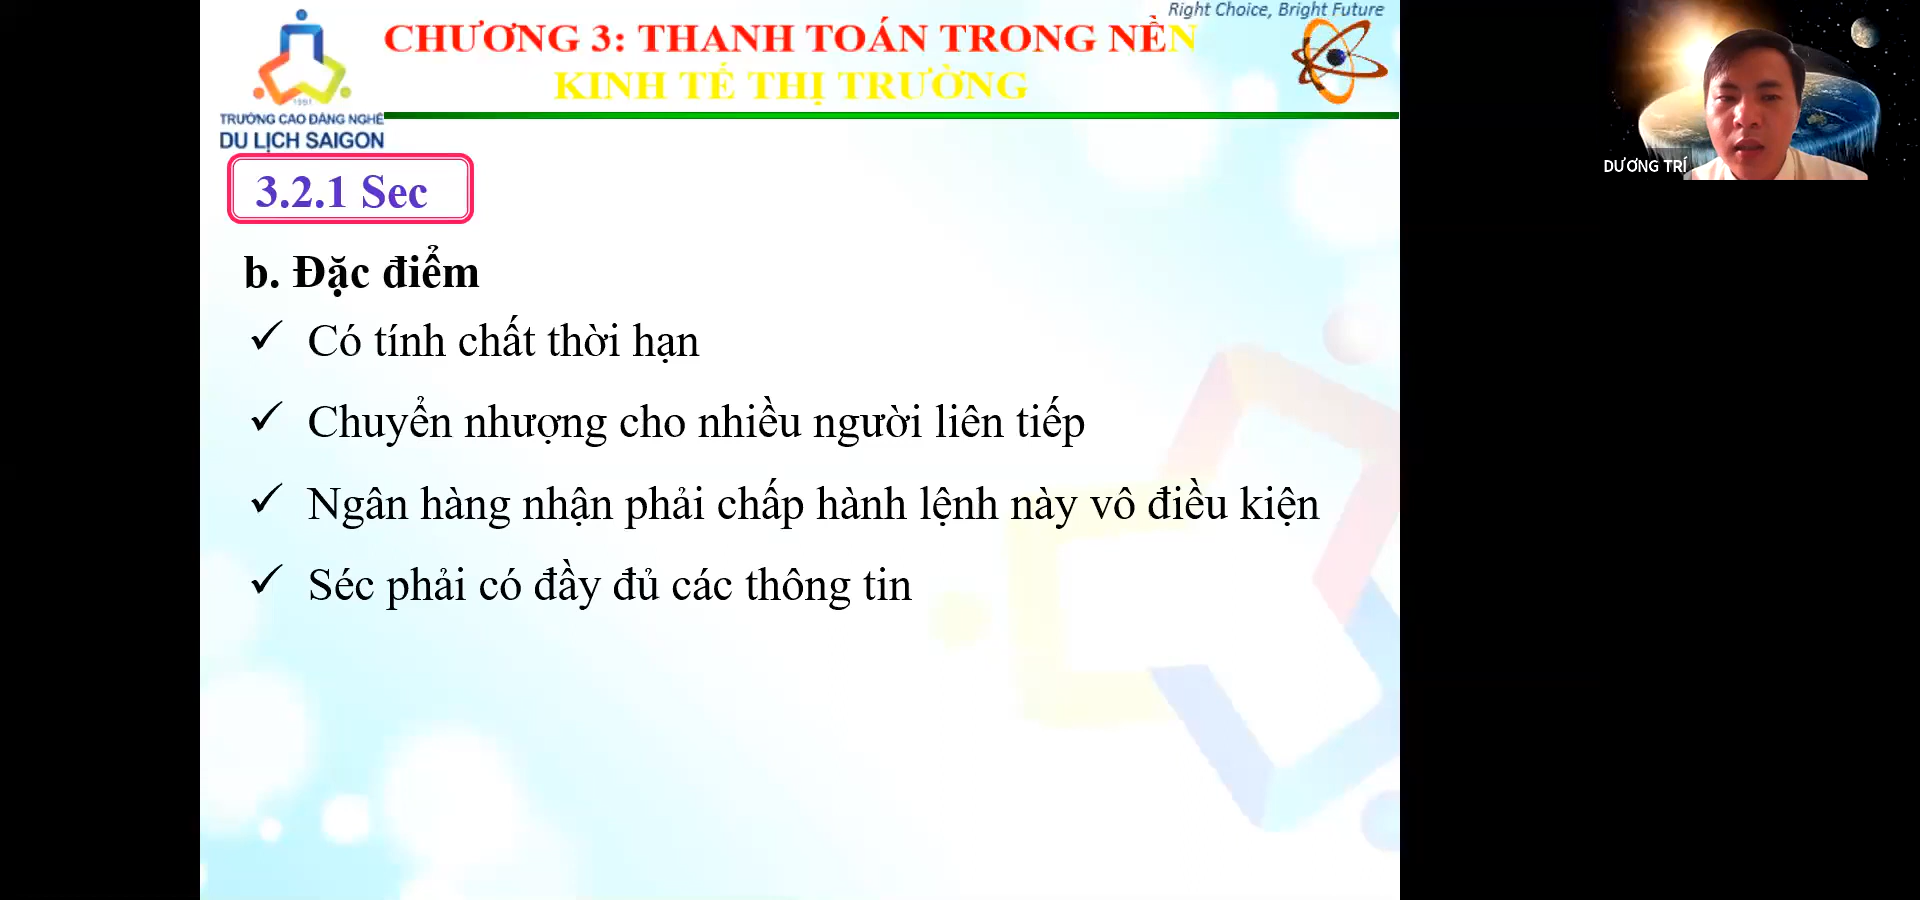 Right Choice, Bright Future
CHƯƠNG 3: THANH TOÁN TRONG NỀN
KINH TẾ THỊ TRƯỜNG
1991
TRƯỜNG CAO ĐẲNG NGHỀ
DU LỊCH SAIGON
DƯƠNG TRÍ
3.2.1 Sec
b. Đặc điểm
✓ Có tính chất thời hạn
✓ Chuyển nhượng cho nhiều người liên tiếp
✓ Ngân hàng nhận phải chấp hành lệnh này vô điều kiện
✓ Séc phải có đầy đủ các thông tin